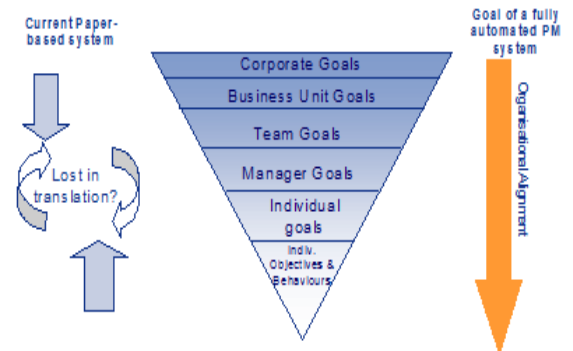 Current Paper-
based system
Goal of a fully
automated PM
system
Corporate Goals
Business Unit Goals
Team Goals
Manager Goals
Individual
goals
Indiv.
Objectives &
Behaviours
Lost in
translation?
Organisational Alignment